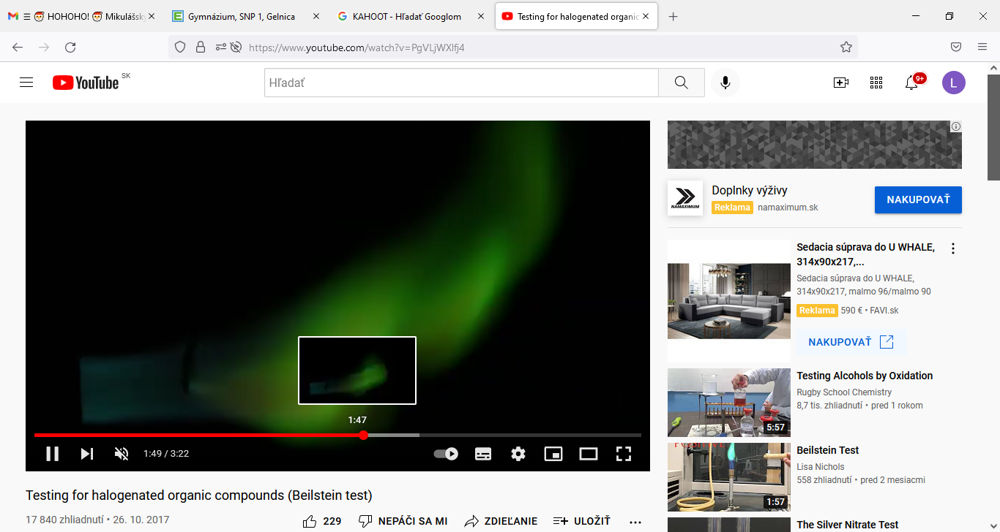 HOHOHO! Mikulášsky
Gymnázium, SNP 1, Gelnica
KAHOOT - Hľadať Googlom
Testing for halogenated organic
https://www.youtube.com/watch?v=PgVLjWXlfj4
YouTube SK
Hľadať
9+
L
Doplnky výživy
NAMAXIMUM
Reklama namaximum.sk
NAKUPOVAŤ
Sedacia súprava do U WHALE,
314x90x217,...
Sedacia súprava do U WHALE,
314x90x217, malmo 96/malmo 90
Reklama 590 € • FAVI.sk
NAKUPOVAŤ
Testing Alcohols by Oxidation
Rugby School Chemistry
8,7 tis. zhliadnutí • pred 1 rokom
5:57
POSITIVE
Beilstein Test
Lisa Nichols
558 zhliadnutí • pred 2 mesiacmi
1:57
The Silver Nitrate Test
1:47
1:49 / 3:22
Testing for halogenated organic compounds (Beilstein test)
17 840 zhliadnutí • 26. 10. 2017
229
NEPÁČI SA MI
ZDIEĽANIE
ULOŽIŤ